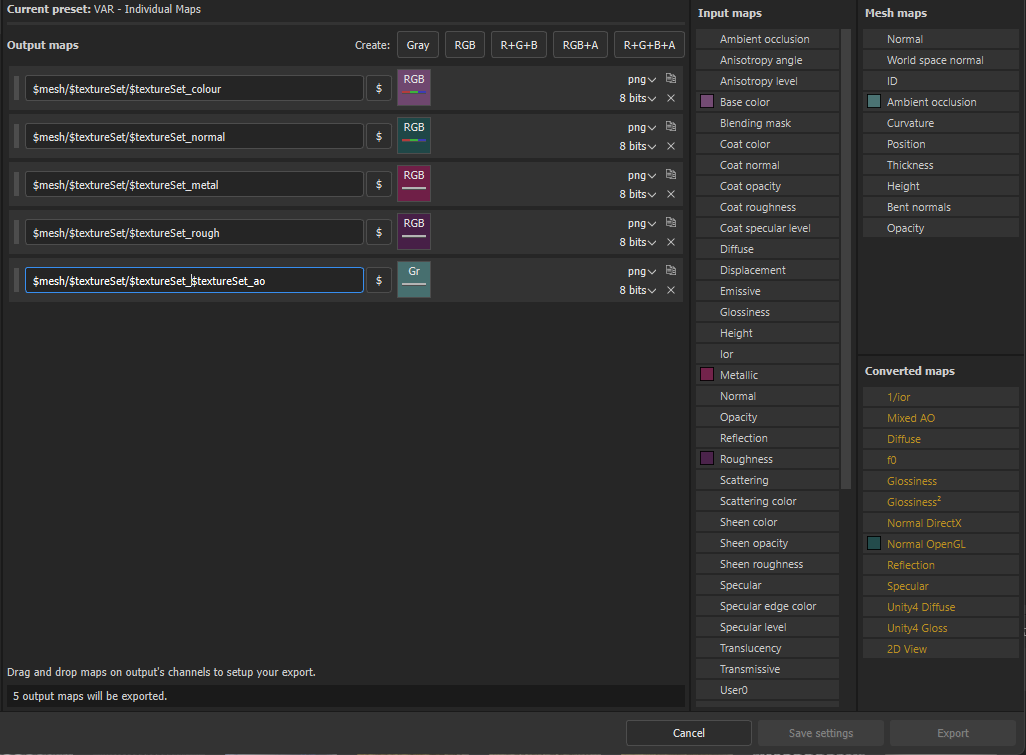 Current preset: VAR - Individual Maps
Output maps
Create:
Gray
RGB
R+G+B
RGB+A
R+G+B+A
$mesh/$textureSet/$textureSet_colour
$
RGB
png
8 bits
$mesh/$textureSet/$textureSet_normal
$
RGB
png
8 bits
$mesh/$textureSet/$textureSet_metal
$
RGB
png
8 bits
$mesh/$textureSet/$textureSet_rough
$
RGB
png
8 bits
$mesh/$textureSet/$textureSet_$textureSet_ao
$
Gr
png
8 bits
Drag and drop maps on output's channels to setup your export.
5 output maps will be exported.
Input maps
Ambient occlusion
Anisotropy angle
Anisotropy level
Base color
Blending mask
Coat color
Coat normal
Coat opacity
Coat roughness
Coat specular level
Diffuse
Displacement
Emissive
Glossiness
Height
Ior
Metallic
Normal
Opacity
Reflection
Roughness
Scattering
Scattering color
Sheen color
Sheen opacity
Sheen roughness
Specular
Specular edge color
Specular level
Translucency
Transmissive
User0
Mesh maps
Normal
World space normal
ID
Ambient occlusion
Curvature
Position
Thickness
Height
Bent normals
Opacity
Converted maps
1/ior
Mixed AO
Diffuse
f0
Glossiness
Glossiness²
Normal DirectX
Normal OpenGL
Reflection
Specular
Unity4 Diffuse
Unity4 Gloss
2D View
Cancel
Save settings
Export